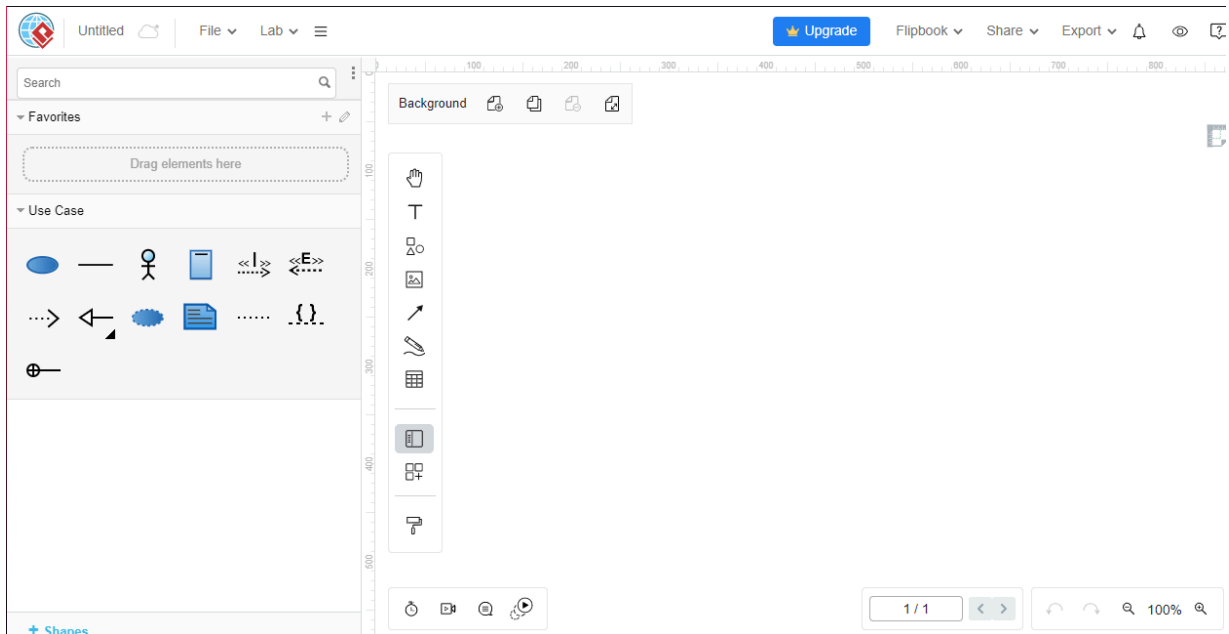 Untitled File Lab Upgrade Flipbook Share Export
Search
Favorites
Drag elements here
Use Case
<<I>> <<E>>
{ }
+ Shapes
0 100 200 300 400 500 600 700 800
Background
T
100
200
300
400
500
1 / 1 100%